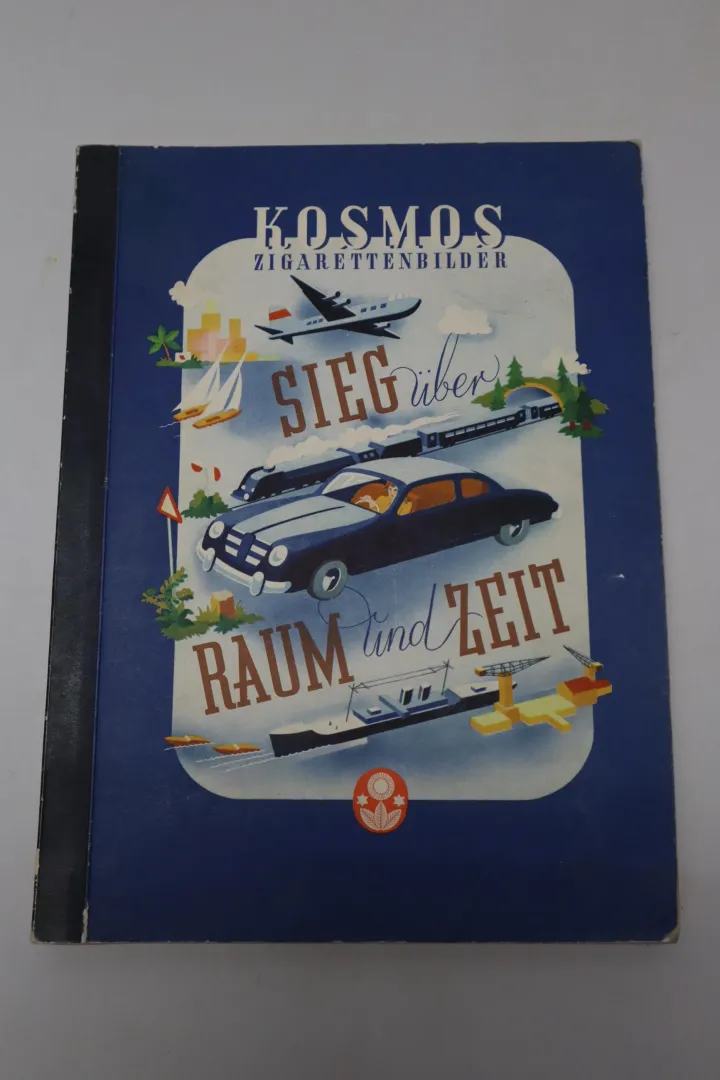 KOSMOS
ZIGARETTENBILDER
SIEG über
RAUM und ZEIT